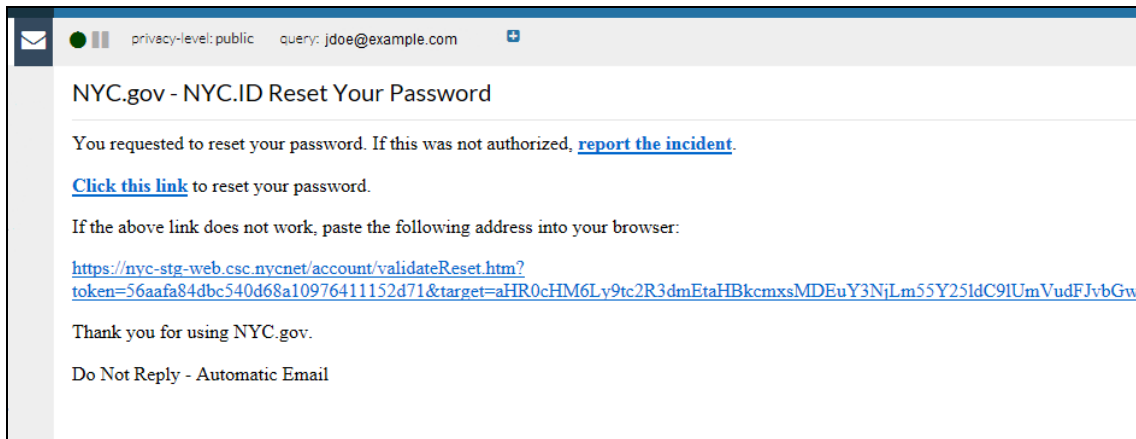 privacy-level: public query: jdoe@example.com
NYC.gov - NYC.ID Reset Your Password
You requested to reset your password. If this was not authorized, report the incident.
Click this link to reset your password.
If the above link does not work, paste the following address into your browser:
https://nyc-stg-web.csc.nycnet/account/validateReset.htm?
token=56aafa84dbc540d68a10976411152d71&target=aHR0cHM6Ly9tc2R3dmEtaHBkcmxsMDEuY3NjLm55Y25ldC9lUmVudFJvbGw
Thank you for using NYC.gov.
Do Not Reply - Automatic Email